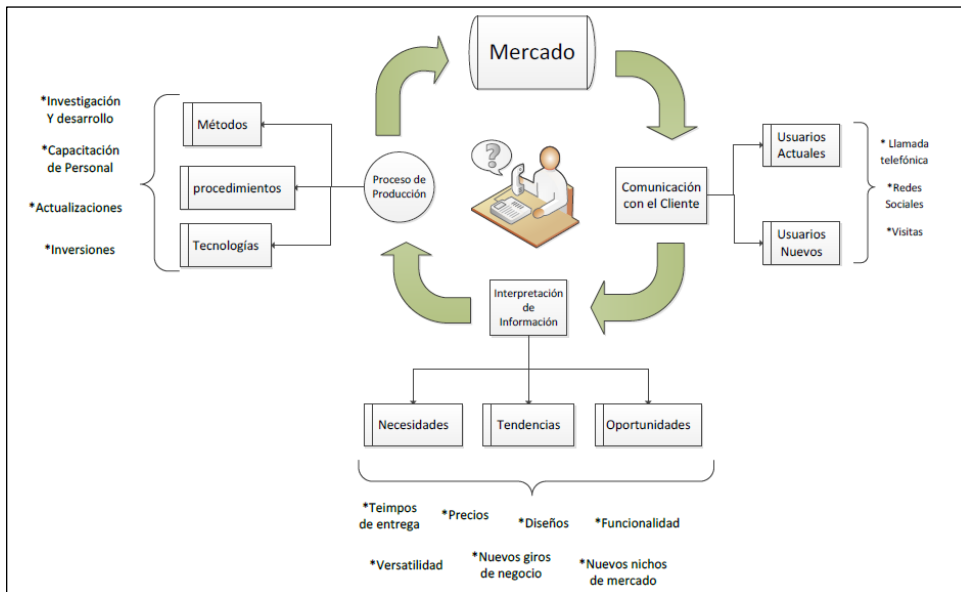 Mercado
*Investigación
Y desarrollo
*Capacitación
de Personal
*Actualizaciones
*Inversiones
Métodos
procedimientos
Tecnologías
Proceso de
Producción
?
Comunicación
con el Cliente
Usuarios
Actuales
Usuarios
Nuevos
* Llamada
telefónica
*Redes
Sociales
*Visitas
Interpretación
de
Información
Necesidades
Tendencias
Oportunidades
*Teimpos
de entrega
*Precios
*Diseños
*Funcionalidad
*Versatilidad
*Nuevos giros
de negocio
*Nuevos nichos
de mercado